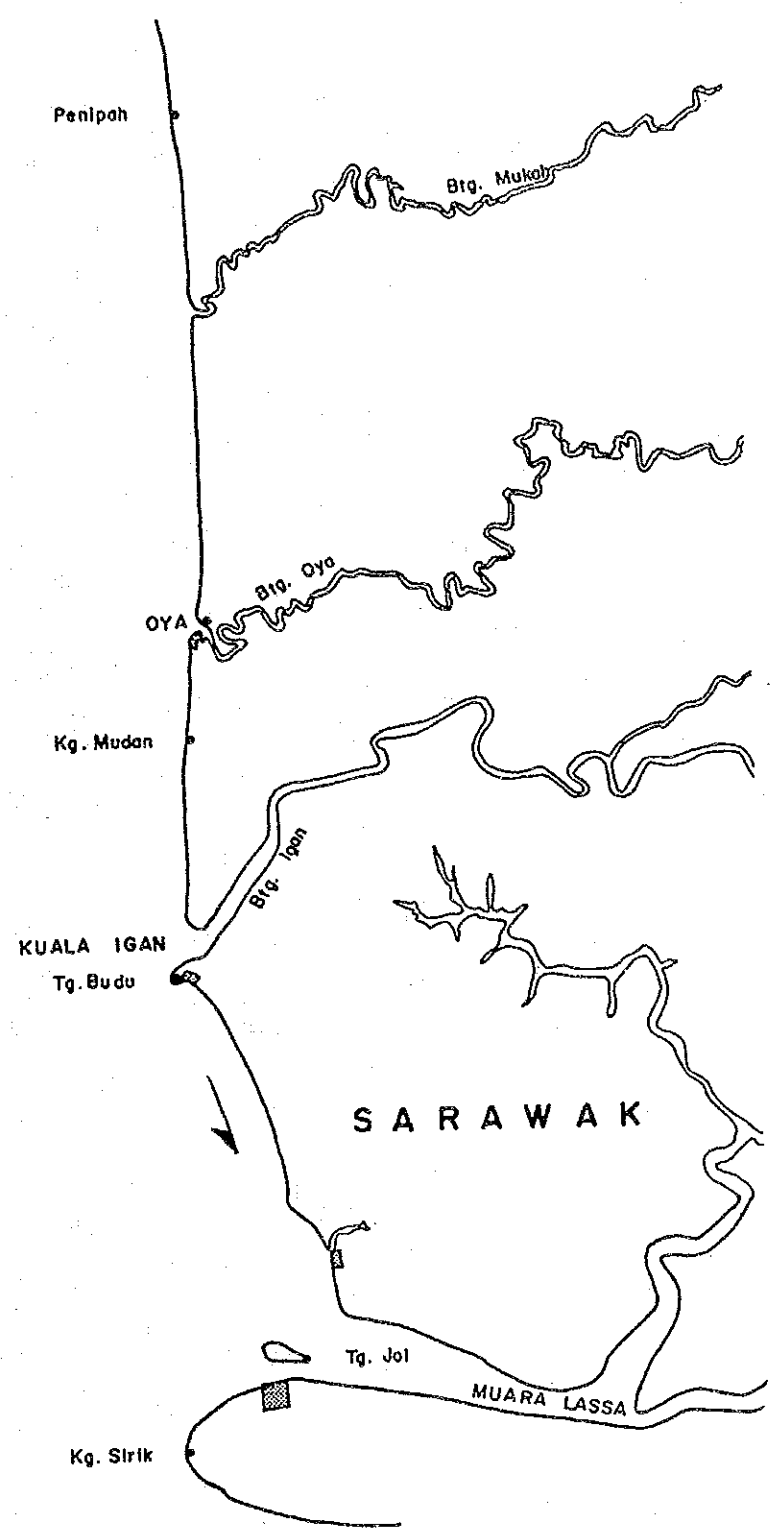 Penipah
Btg. Mukah
Btg. Oya
OYA
Kg. Mudan
Btg. Igan
KUALA IGAN
Tg. Budu
SARAWAK
Tg. Jol
MUARA LASSA
Kg. Sirik